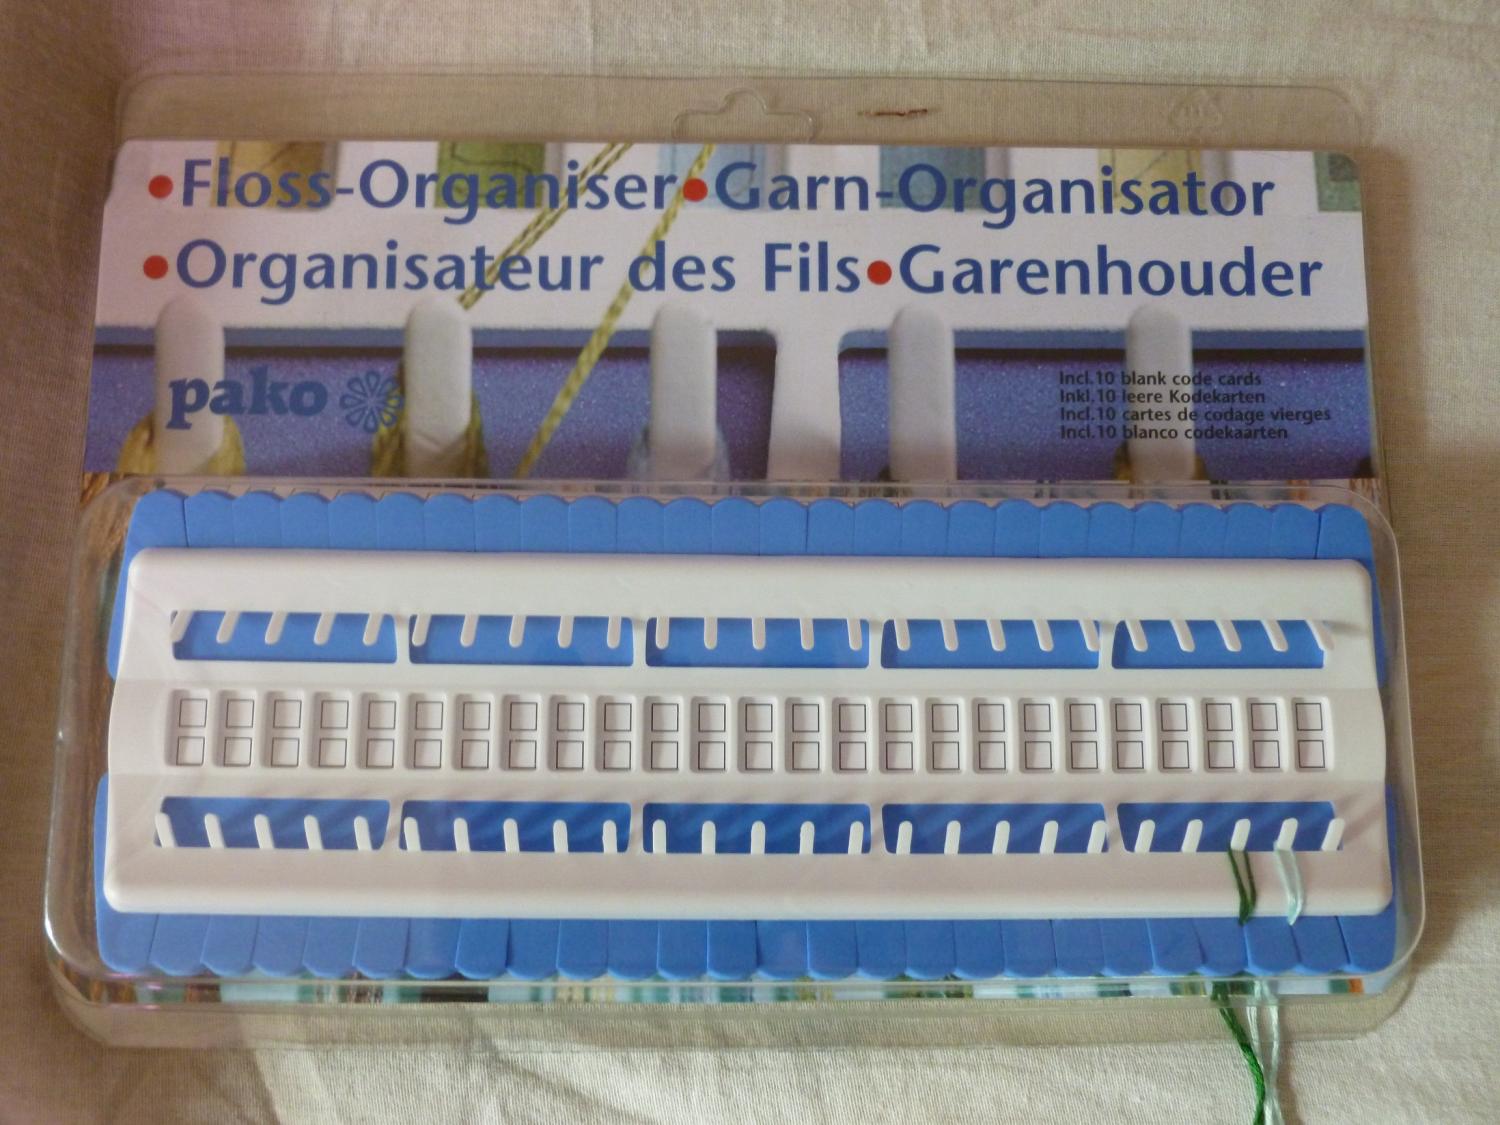 •Floss-Organiser•Garn-Organisator
•Organisateur des Fils•Garenhouder
pako
Incl.10 blank code cards
Inkl.10 leere Kodekarten
Incl.10 cartes de codage vierges
Incl.10 blanco codekaarten